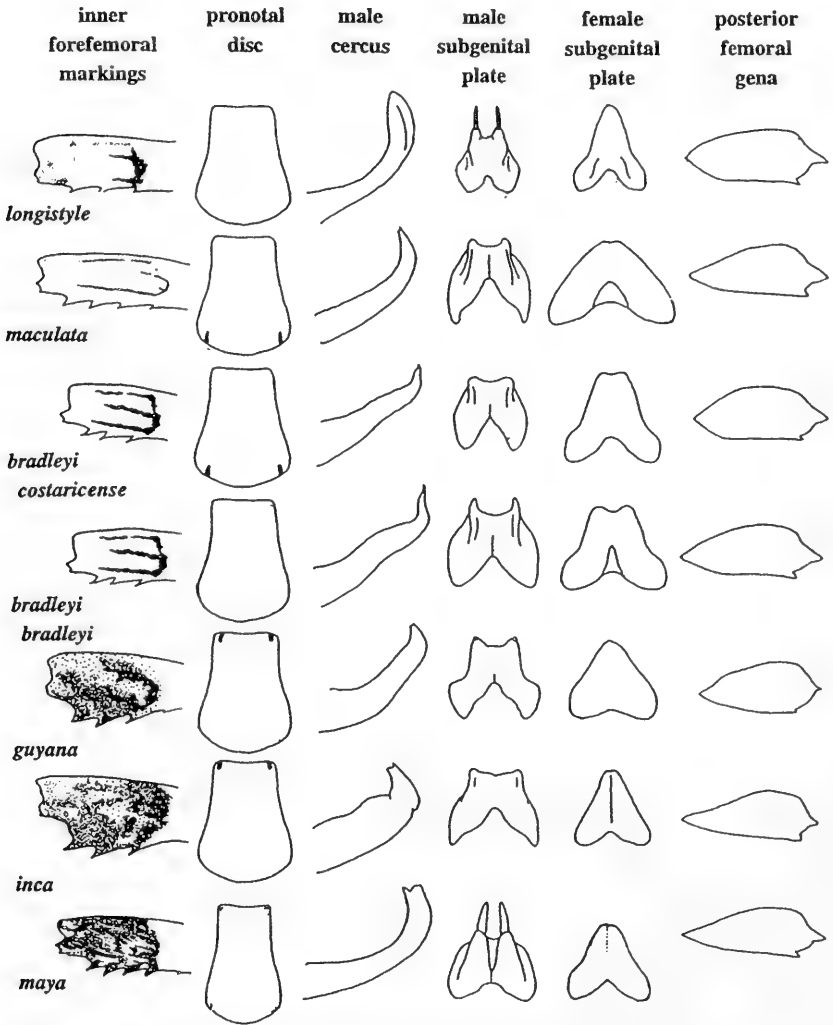 inner pronotal male male female posterior
forefemoral disc cercus subgenital subgenital femoral
markings plate plate gena
longistyle
maculata
bradleyi
costaricense
bradleyi
bradleyi
guyana
inca
maya